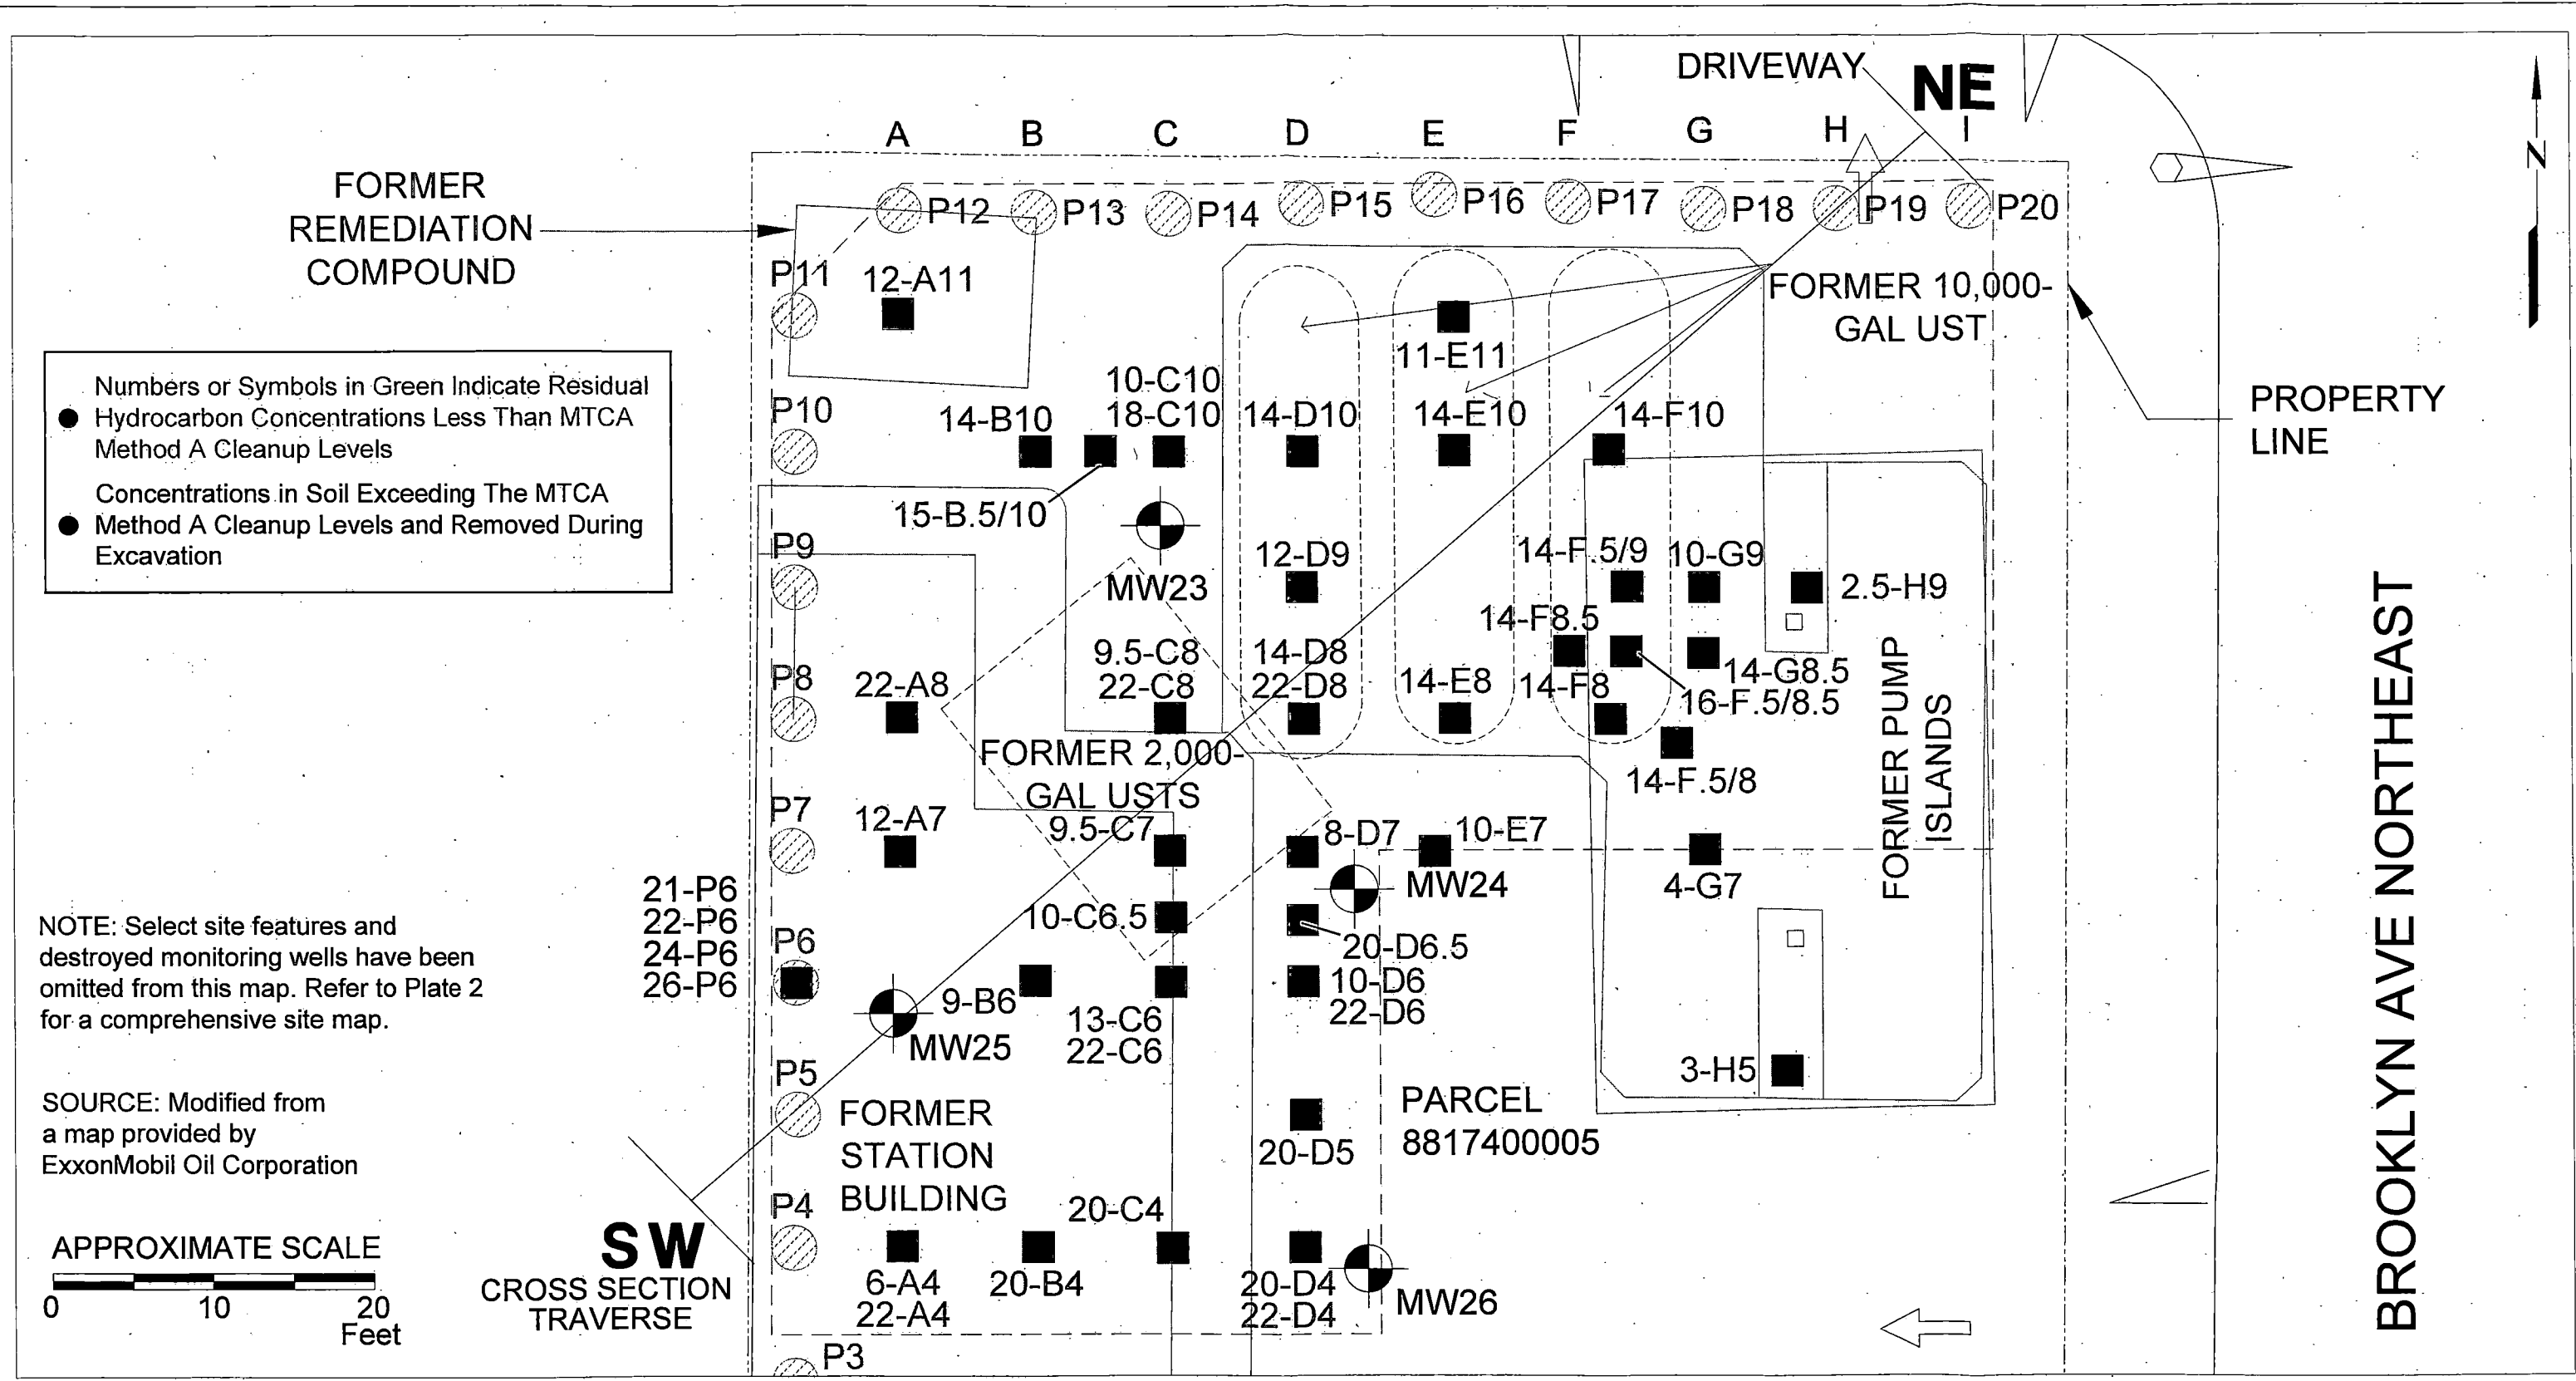 DRIVEWAY
NE
A B C D E F G H I
N
FORMER
REMEDIATION
COMPOUND
P12 P13 P14 P15 P16 P17 P18 P19 P20
P11
12-A11
FORMER 10,000-
GAL UST
11-E11
Numbers or Symbols in Green Indicate Residual
Hydrocarbon Concentrations Less Than MTCA
Method A Cleanup Levels
Concentrations in Soil Exceeding The MTCA
Method A Cleanup Levels and Removed During
Excavation
PROPERTY
LINE
P10
14-B10
10-C10
18-C10
14-D10
14-E10
14-F10
15-B.5/10
P9
MW23
12-D9
14-F.5/9
10-G9
2.5-H9
14-F8.5
14-G8.5
16-F.5/8.5
P8
22-A8
9.5-C8
22-C8
14-D8
22-D8
14-E8
14-F8
14-F.5/8
FORMER 2,000-
GAL USTS
FORMER PUMP
ISLANDS
BROOKLYN AVE NORTHEAST
P7
12-A7
9.5-C7
8-D7
10-E7
MW24
4-G7
21-P6
22-P6
24-P6
26-P6
P6
10-C6.5
20-D6.5
9-B6
13-C6
22-C6
10-D6
22-D6
MW25
NOTE: Select site features and
destroyed monitoring wells have been
omitted from this map. Refer to Plate 2
for a comprehensive site map.
P5
3-H5
SOURCE: Modified from
a map provided by
ExxonMobil Oil Corporation
FORMER
STATION
BUILDING
20-D5
PARCEL
8817400005
P4
6-A4
22-A4
20-B4
20-C4
20-D4
22-D4
MW26
APPROXIMATE SCALE
0 10 20
Feet
SW
CROSS SECTION
TRAVERSE
P3